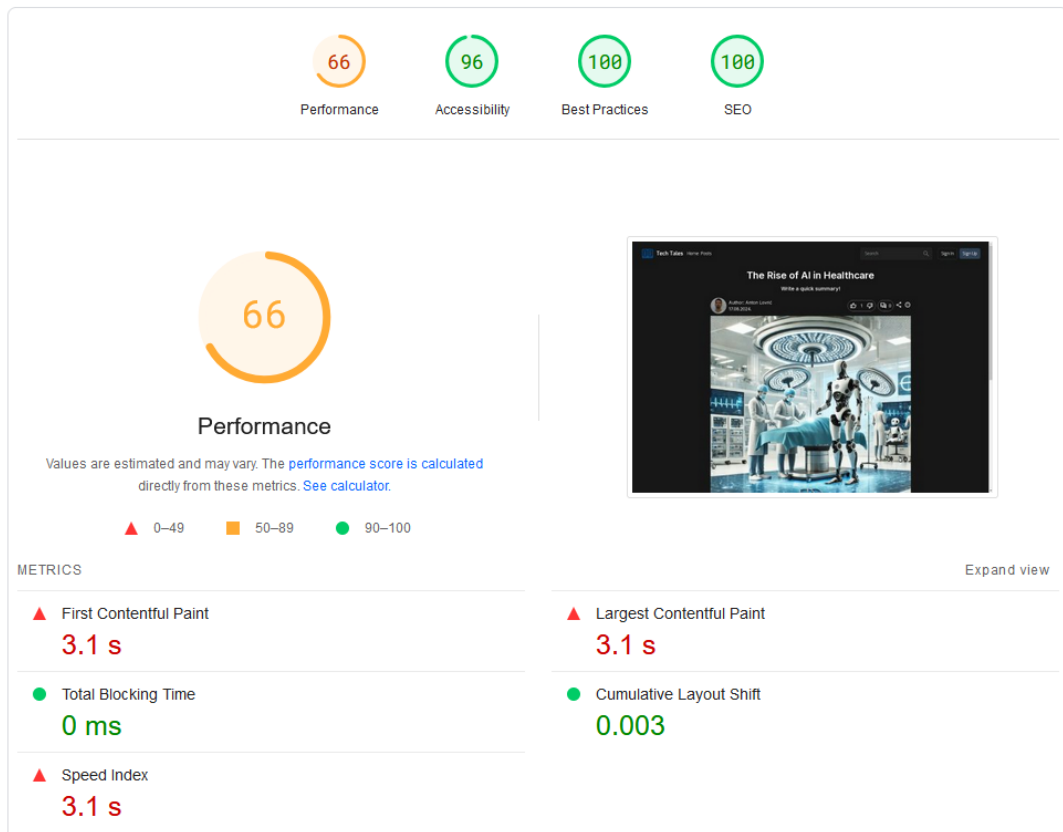 66
96
100
100
Performance
Accessibility
Best Practices
SEO
66
Performance
Values are estimated and may vary. The performance score is calculated
directly from these metrics. See calculator.
0–49
50–89
90–100
Tech Tales Home Posts
Search
Sign In
Sign Up
The Rise of AI in Healthcare
Write a quick summary!
17.06.2024.
METRICS
Expand view
First Contentful Paint
3.1 s
Largest Contentful Paint
3.1 s
Total Blocking Time
0 ms
Cumulative Layout Shift
0.003
Speed Index
3.1 s